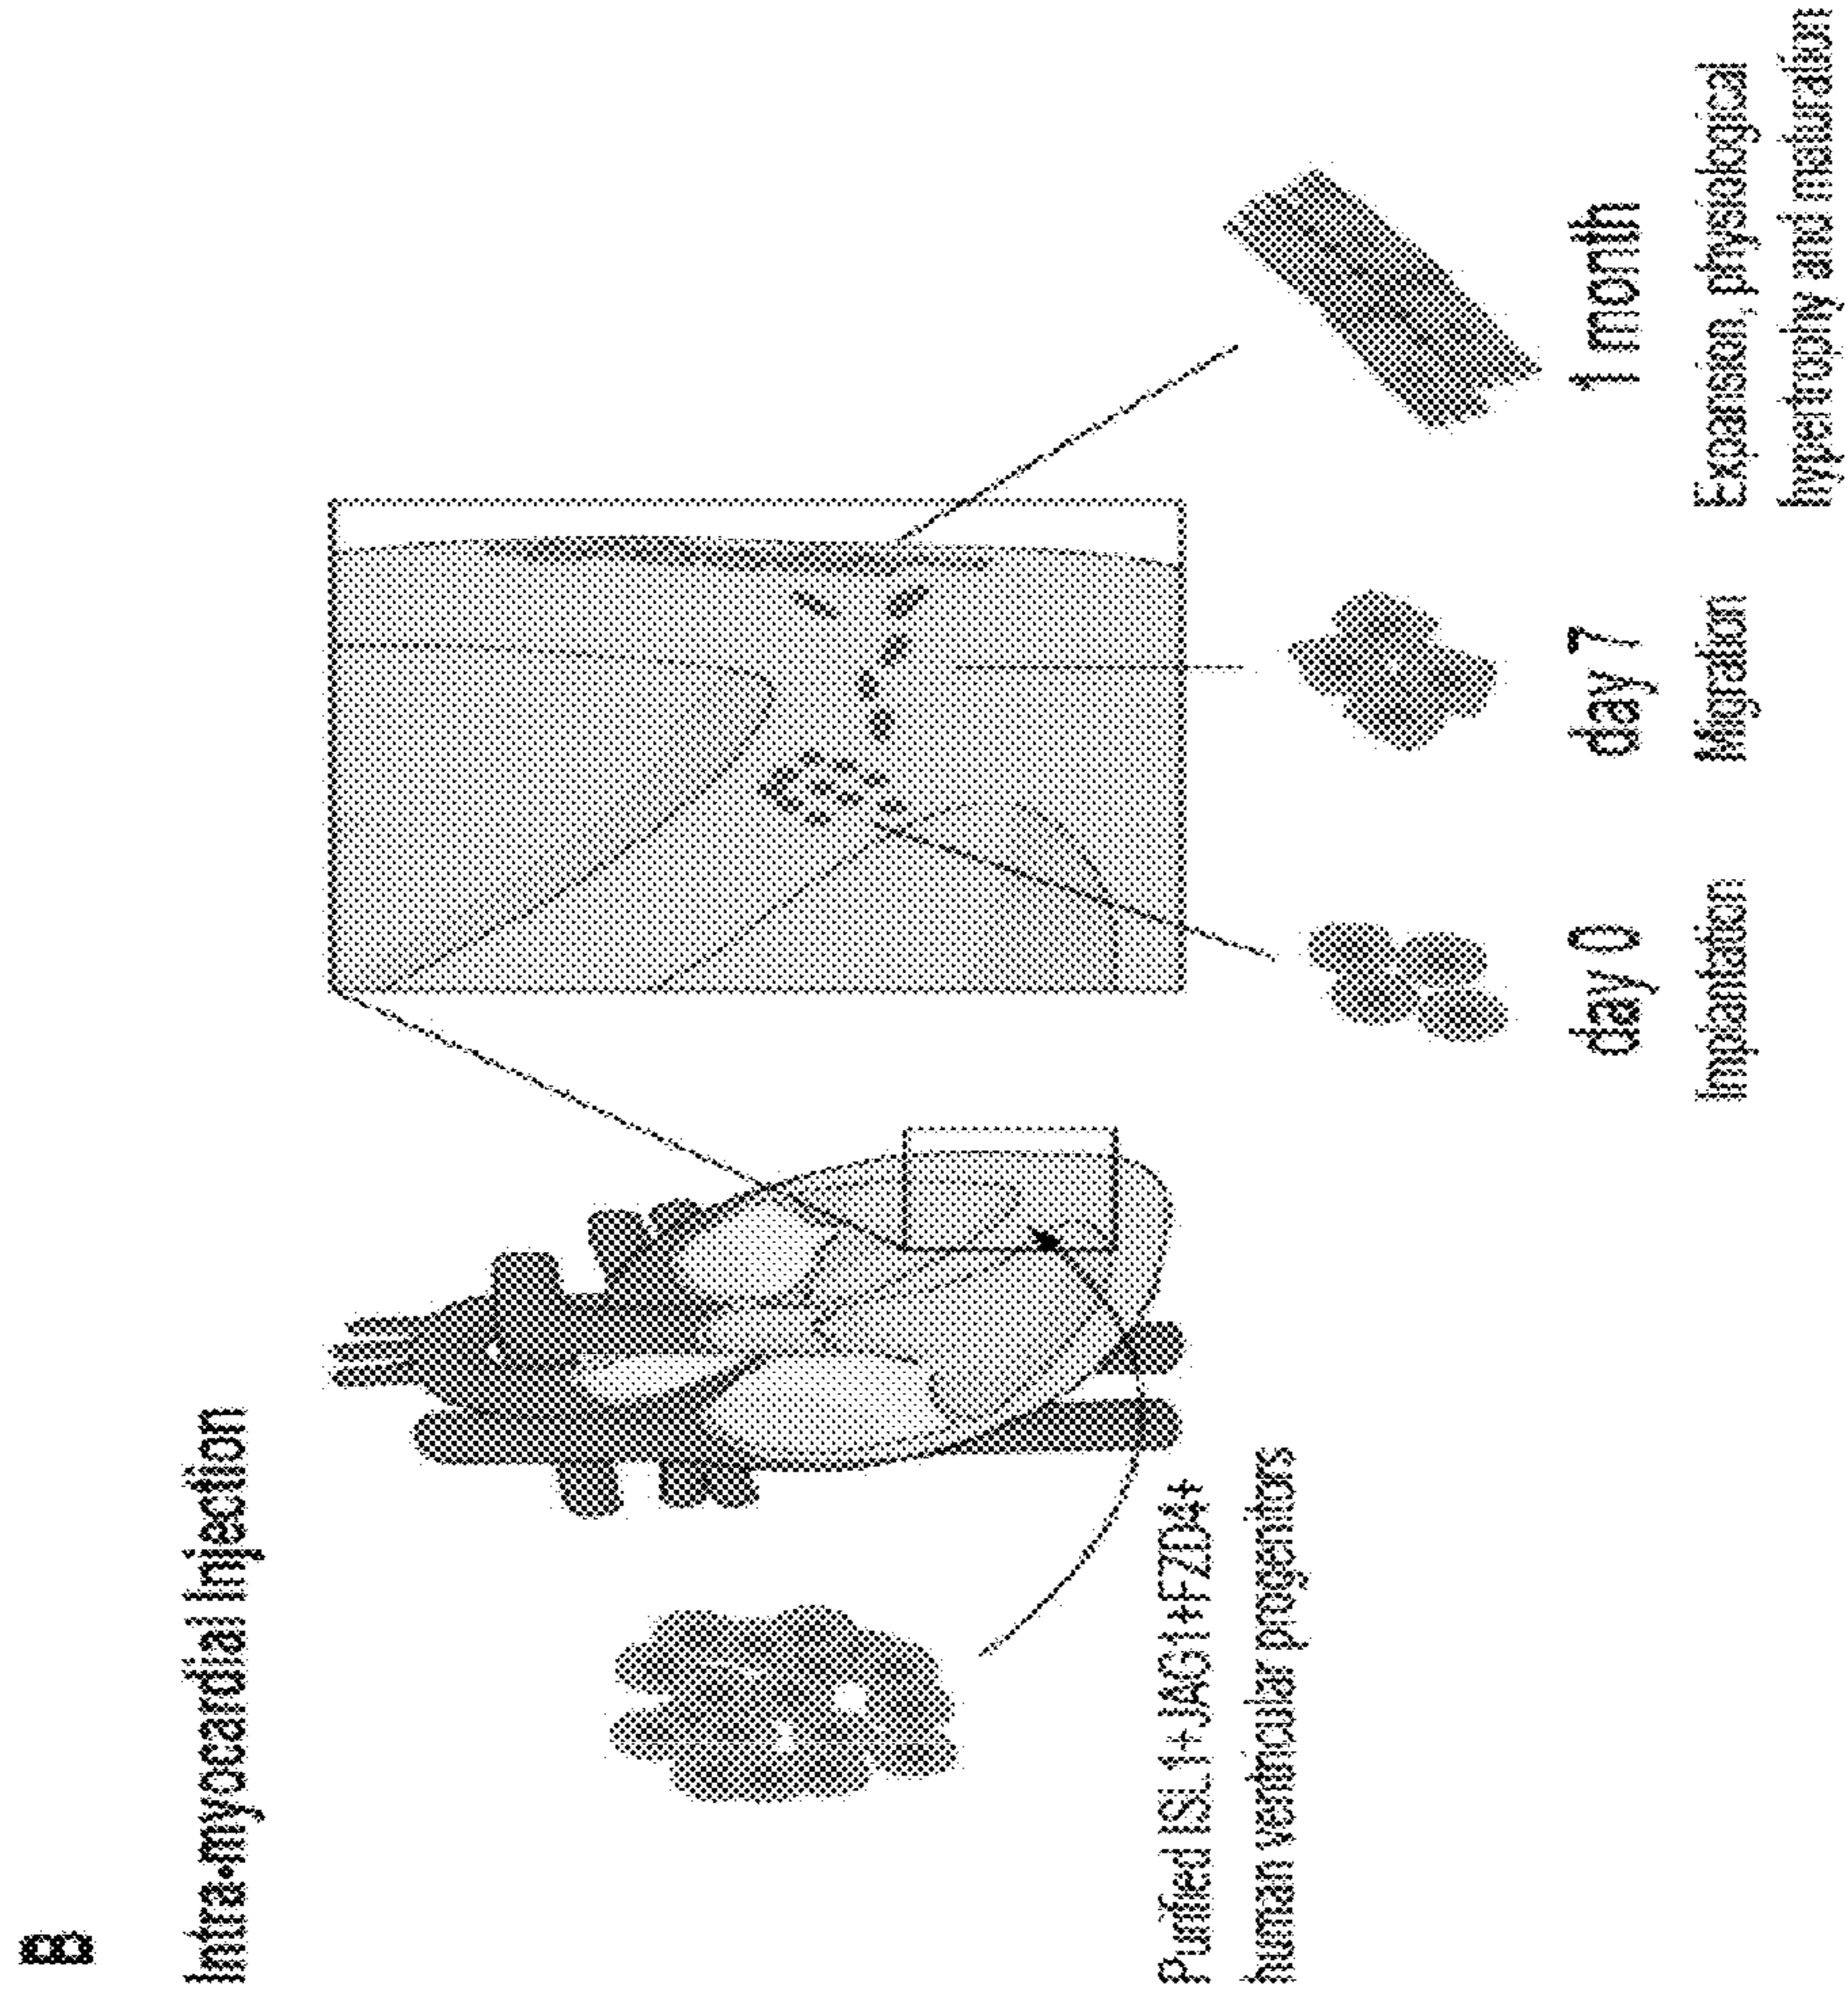 B
Intra-myocardial Injection
Purified ISL1+JAG1+FZD4+
human ventricular progenitors
day 0
Implantation
day 7
Migration
1 month
Expansion, physiological
hypertrophy and maturation